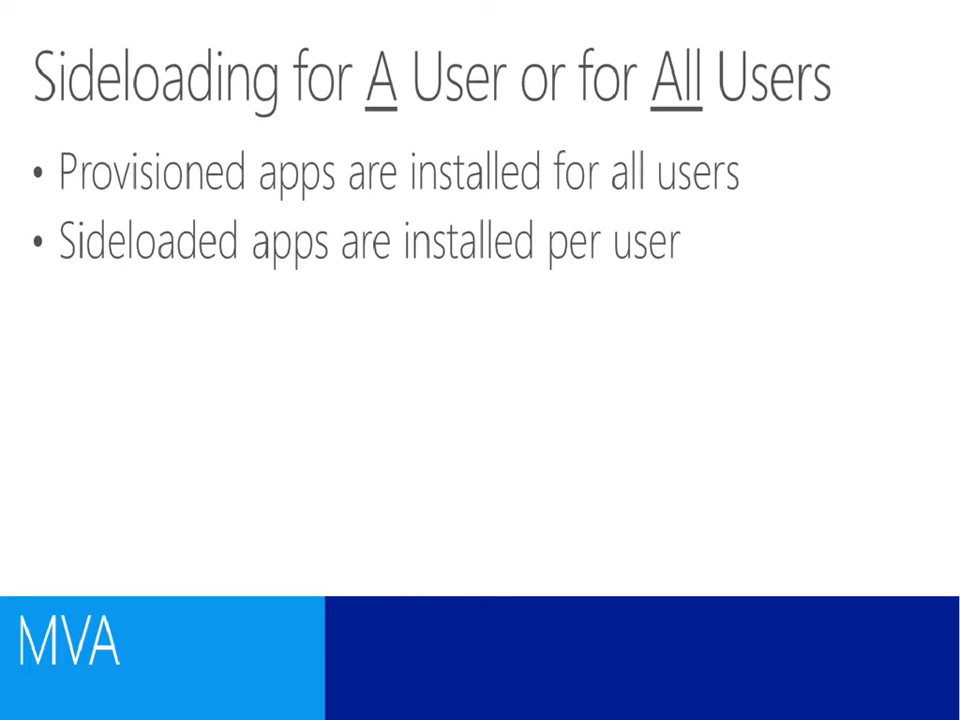 Sideloading for A User or for All Users
• Provisioned apps are installed for all users
• Sideloaded apps are installed per user
MVA